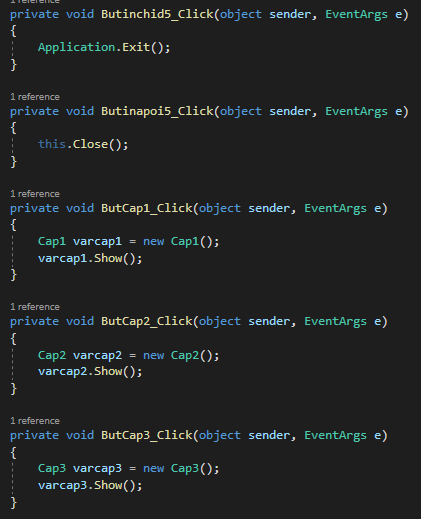 1 reference
private void Butinchid5_Click(object sender, EventArgs e)
{
Application.Exit();
}
1 reference
private void Butinapoi5_Click(object sender, EventArgs e)
{
this.Close();
}
1 reference
private void ButCap1_Click(object sender, EventArgs e)
{
Cap1 varcap1 = new Cap1();
varcap1.Show();
}
1 reference
private void ButCap2_Click(object sender, EventArgs e)
{
Cap2 varcap2 = new Cap2();
varcap2.Show();
}
1 reference
private void ButCap3_Click(object sender, EventArgs e)
{
Cap3 varcap3 = new Cap3();
varcap3.Show();
}